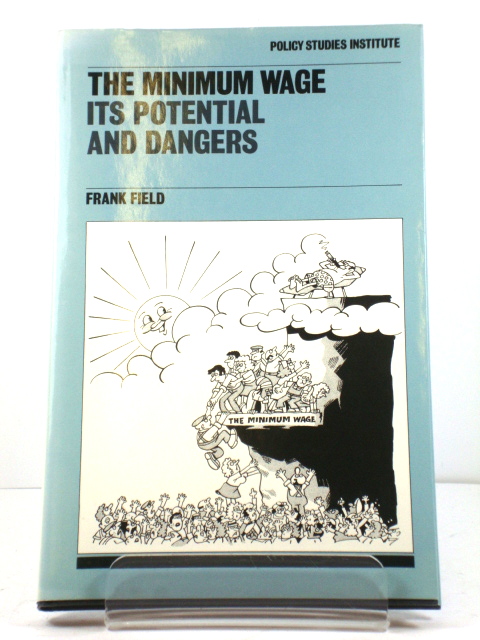 POLICY STUDIES INSTITUTE
THE MINIMUM WAGE
ITS POTENTIAL
AND DANGERS
FRANK FIELD
THE MINIMUM WAGE